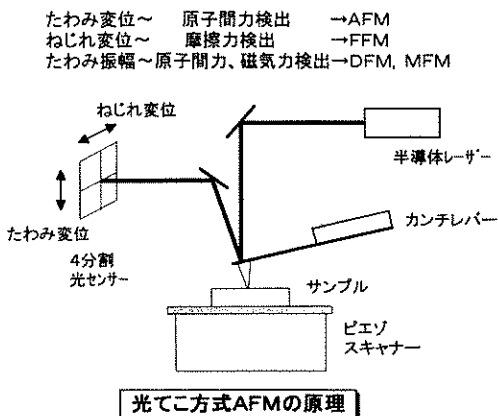 たわみ変位～ 原子間力検出 →AFM
ねじれ変位～ 摩擦力検出 →FFM
たわみ振幅～原子間力、磁気力検出→DFM, MFM
ねじれ変位
半導体レーザー
たわみ変位
4分割
光センサー
カンチレバー
サンプル
ピエゾ
スキャナー
光てこ方式AFMの原理